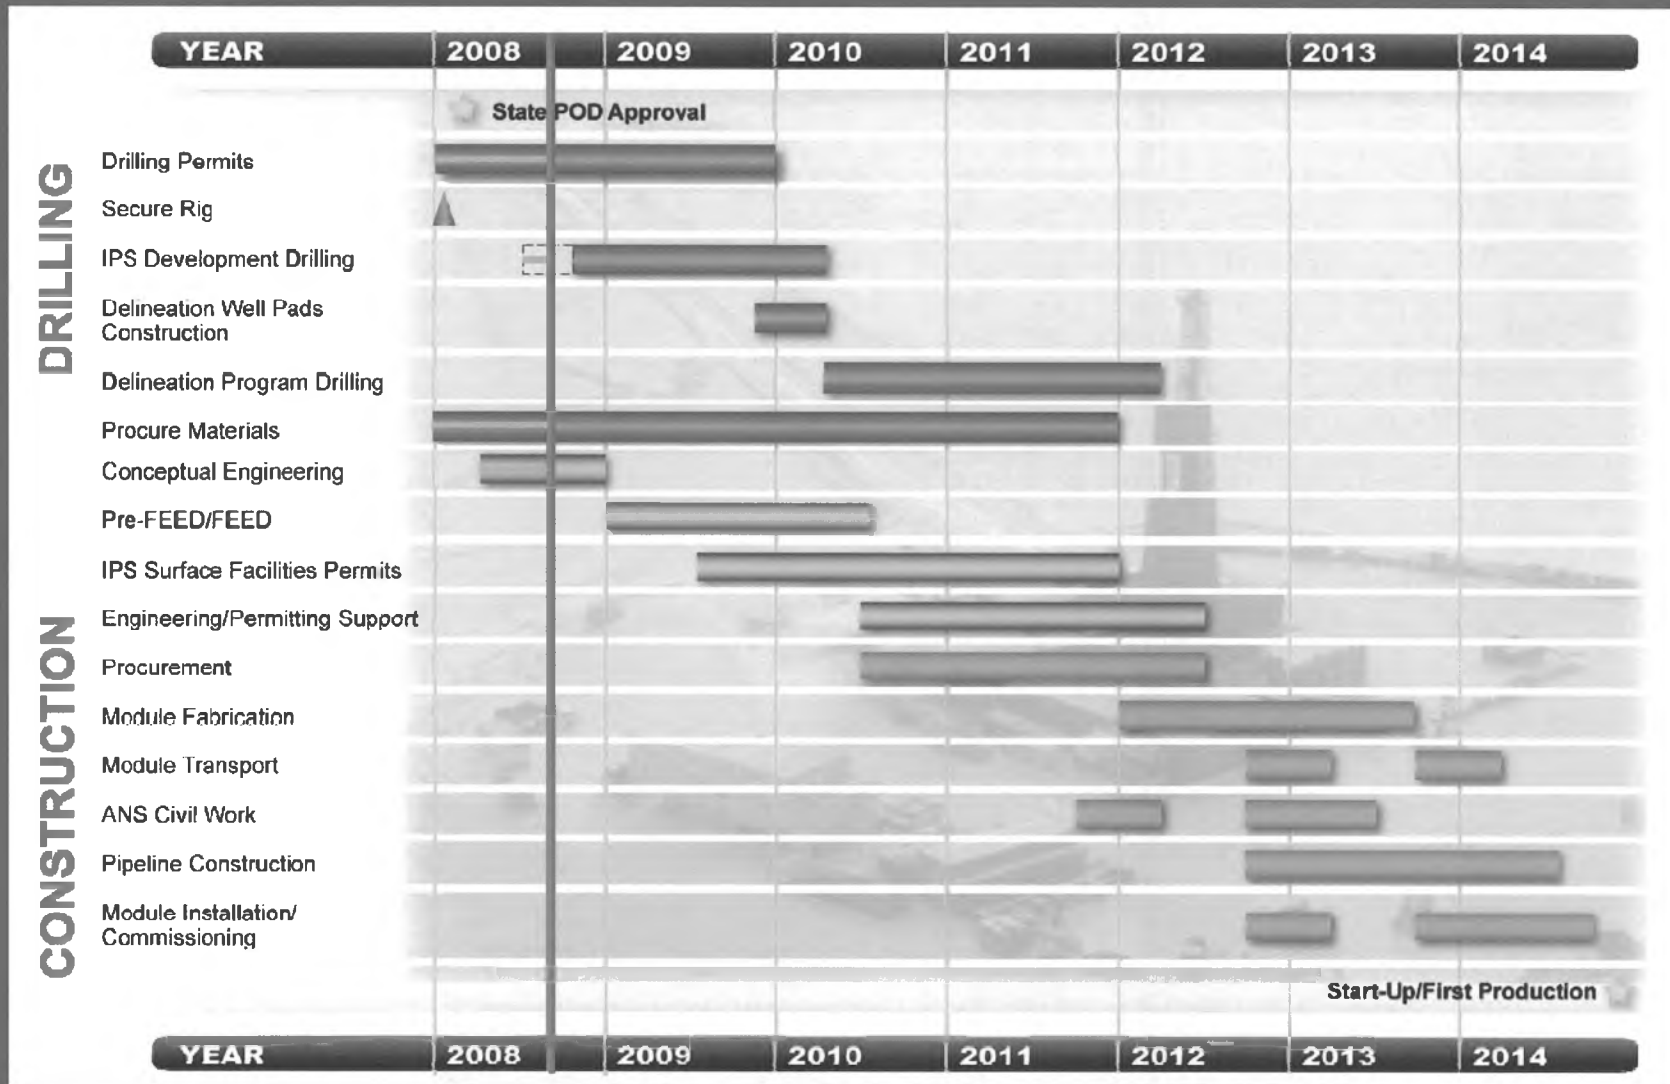 YEAR 2008 2009 2010 2011 2012 2013 2014
State POD Approval
DRILLING
Drilling Permits
Secure Rig
IPS Development Drilling
Delineation Well Pads
Construction
Delineation Program Drilling
Procure Materials
CONSTRUCTION
Conceptual Engineering
Pre-FEED/FEED
IPS Surface Facilities Permits
Engineering/Permitting Support
Procurement
Module Fabrication
Module Transport
ANS Civil Work
Pipeline Construction
Module Installation/
Commissioning
Start-Up/First Production
YEAR 2008 2009 2010 2011 2012 2013 2014